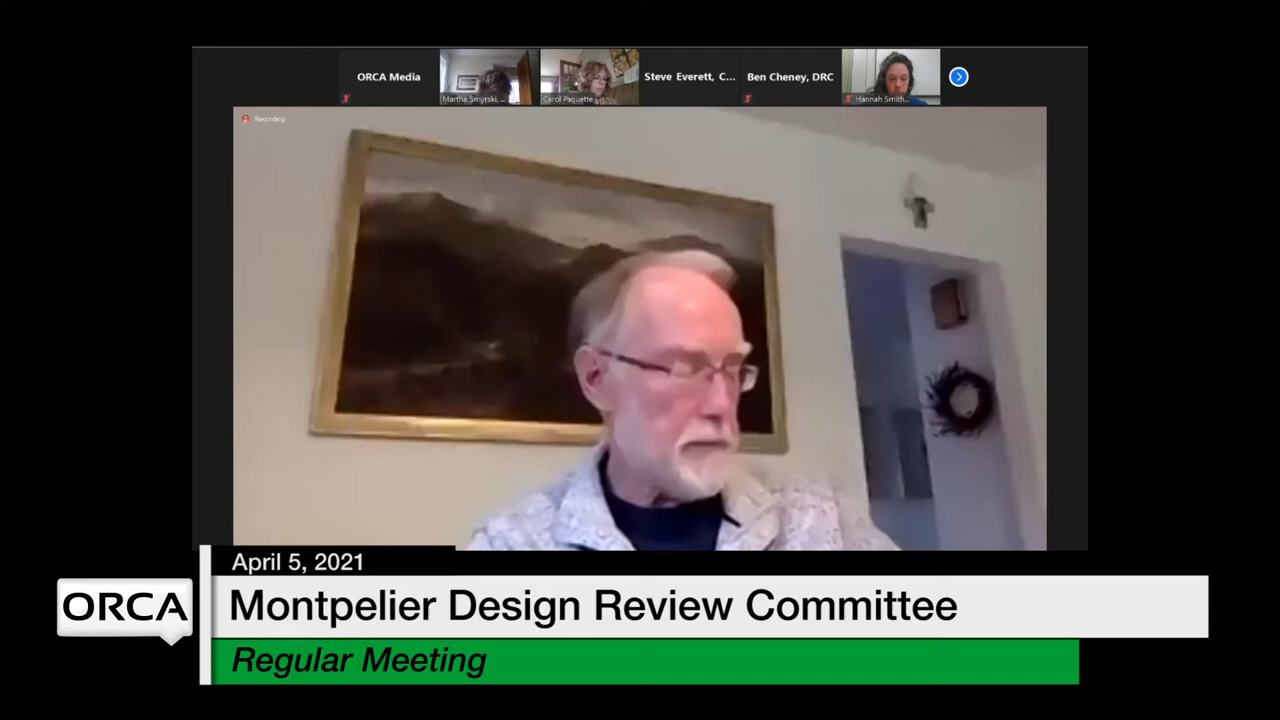 ORCA Media
Martha Smyrski, ...
Carol Paquette
Steve Everett, C...
Ben Cheney, DRC
Hannah Smith...
Recording
April 5, 2021
ORCA
Montpelier Design Review Committee
Regular Meeting